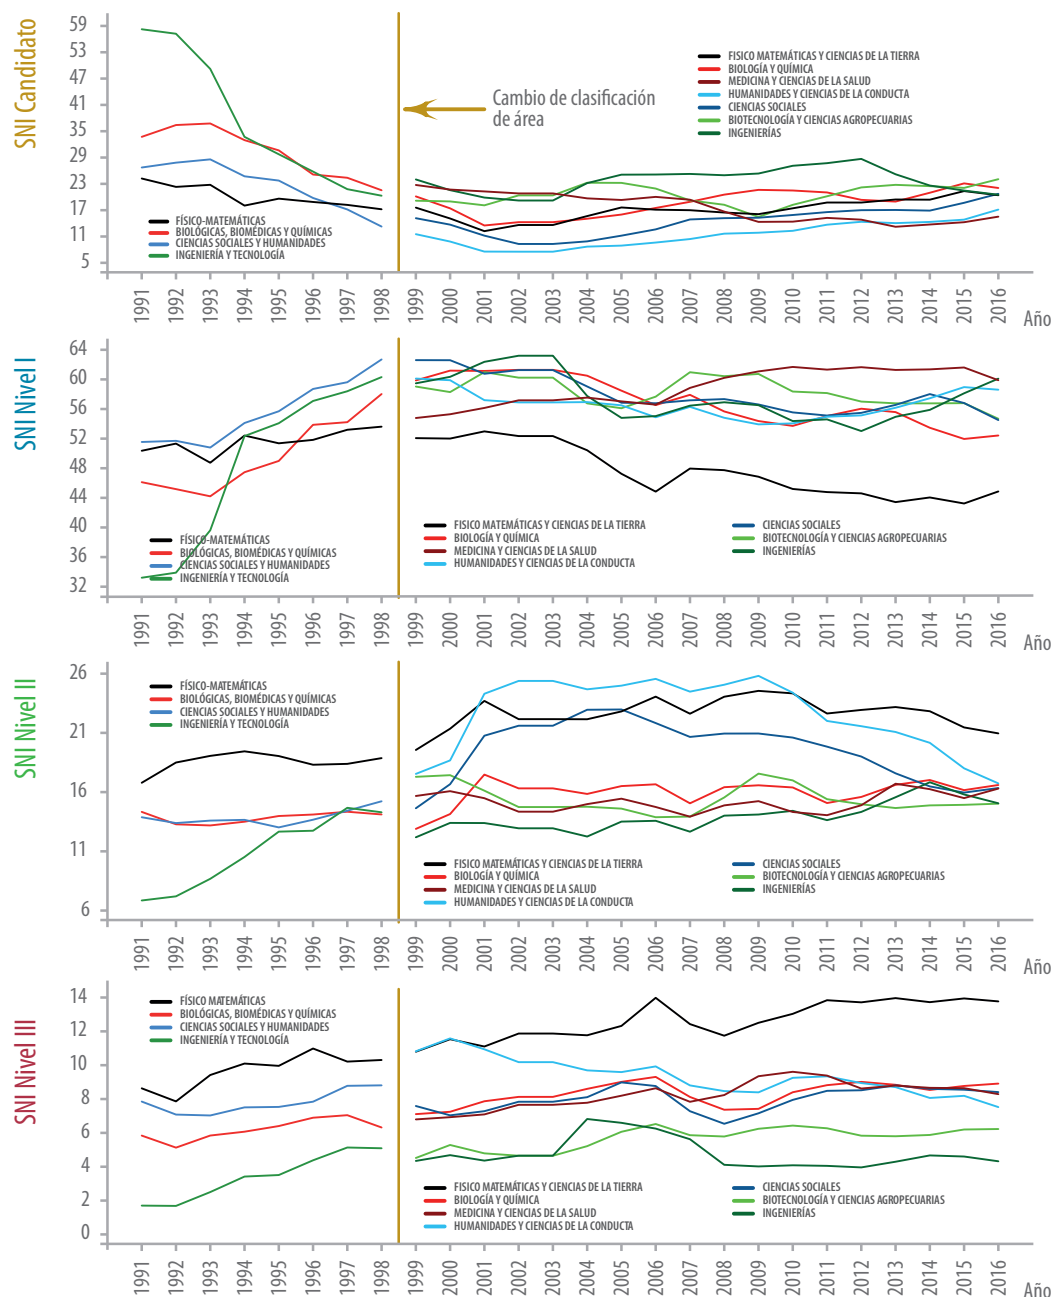 SNI Candidato
59
53
47
41
35
29
23
17
11
5
Cambio de clasificación
de área
FISICO MATEMÁTICAS Y CIENCIAS DE LA TIERRA
BIOLOGÍA Y QUÍMICA
MEDICINA Y CIENCIAS DE LA SALUD
HUMANIDADES Y CIENCIAS DE LA CONDUCTA
CIENCIAS SOCIALES
BIOTECNOLOGÍA Y CIENCIAS AGROPECUARIAS
INGENIERÍAS
FÍSICO-MATEMÁTICAS
BIOLÓGICAS, BIOMÉDICAS Y QUÍMICAS
CIENCIAS SOCIALES Y HUMANIDADES
INGENIERÍA Y TECNOLOGÍA
1991 1992 1993 1994 1995 1996 1997 1998 1999 2000 2001 2002 2003 2004 2005 2006 2007 2008 2009 2010 2011 2012 2013 2014 2015 2016 Año
SNI Nivel I
64
60
56
52
48
44
40
36
32
FÍSICO-MATEMÁTICAS
BIOLÓGICAS, BIOMÉDICAS Y QUÍMICAS
CIENCIAS SOCIALES Y HUMANIDADES
INGENIERÍA Y TECNOLOGÍA
FISICO MATEMÁTICAS Y CIENCIAS DE LA TIERRA
BIOLOGÍA Y QUÍMICA
MEDICINA Y CIENCIAS DE LA SALUD
HUMANIDADES Y CIENCIAS DE LA CONDUCTA
CIENCIAS SOCIALES
BIOTECNOLOGÍA Y CIENCIAS AGROPECUARIAS
INGENIERÍAS
1991 1992 1993 1994 1995 1996 1997 1998 1999 2000 2001 2002 2003 2004 2005 2006 2007 2008 2009 2010 2011 2012 2013 2014 2015 2016 Año
SNI Nivel II
26
21
16
11
6
FÍSICO-MATEMÁTICAS
BIOLÓGICAS, BIOMÉDICAS Y QUÍMICAS
CIENCIAS SOCIALES Y HUMANIDADES
INGENIERÍA Y TECNOLOGÍA
FISICO MATEMÁTICAS Y CIENCIAS DE LA TIERRA
BIOLOGÍA Y QUÍMICA
MEDICINA Y CIENCIAS DE LA SALUD
HUMANIDADES Y CIENCIAS DE LA CONDUCTA
CIENCIAS SOCIALES
BIOTECNOLOGÍA Y CIENCIAS AGROPECUARIAS
INGENIERÍAS
1991 1992 1993 1994 1995 1996 1997 1998 1999 2000 2001 2002 2003 2004 2005 2006 2007 2008 2009 2010 2011 2012 2013 2014 2015 2016 Año
SNI Nivel III
14
12
10
8
6
4
2
0
FÍSICO MATEMÁTICAS
BIOLÓGICAS, BIOMÉDICAS Y QUÍMICAS
CIENCIAS SOCIALES Y HUMANIDADES
INGENIERÍA Y TECNOLOGÍA
FISICO MATEMÁTICAS Y CIENCIAS DE LA TIERRA
BIOLOGÍA Y QUÍMICA
MEDICINA Y CIENCIAS DE LA SALUD
HUMANIDADES Y CIENCIAS DE LA CONDUCTA
CIENCIAS SOCIALES
BIOTECNOLOGÍA Y CIENCIAS AGROPECUARIAS
INGENIERÍAS
1991 1992 1993 1994 1995 1996 1997 1998 1999 2000 2001 2002 2003 2004 2005 2006 2007 2008 2009 2010 2011 2012 2013 2014 2015 2016 Año